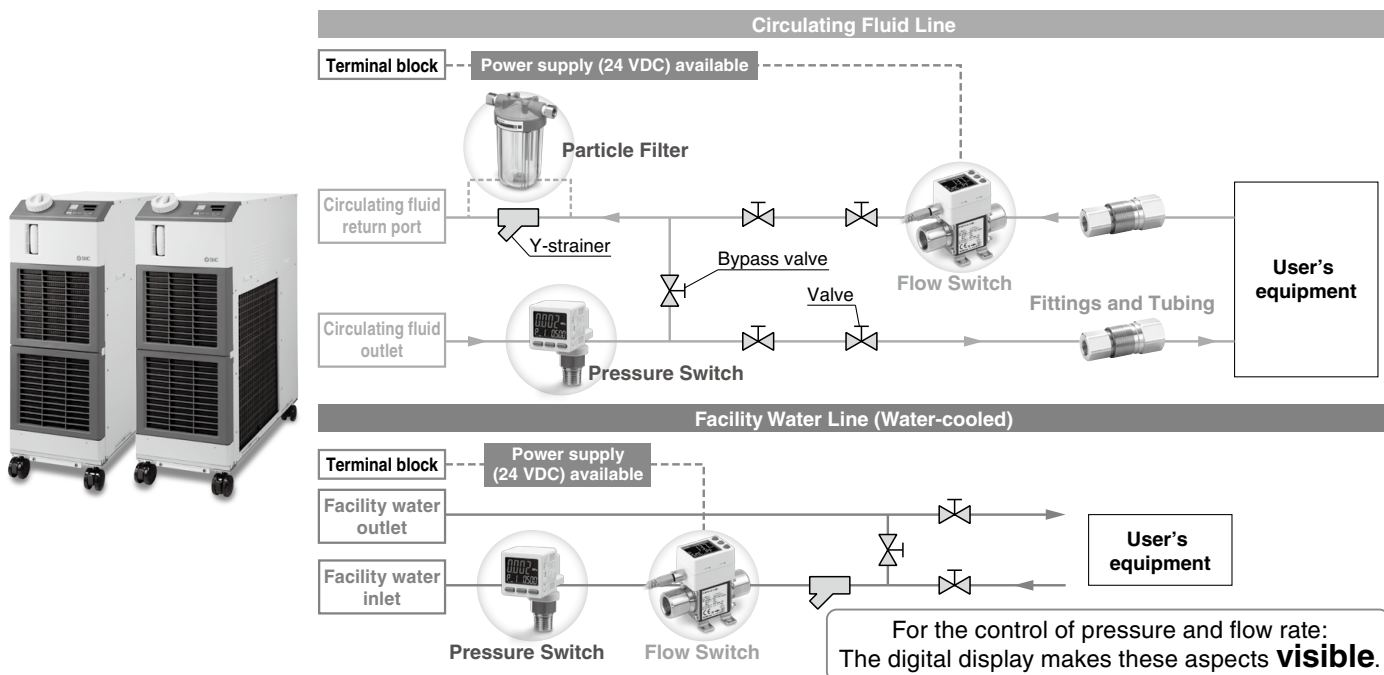 Circulating Fluid Line
Terminal block
Power supply (24 VDC) available
Particle Filter
Circulating fluid
return port
Y-strainer
Bypass valve
Flow Switch
Valve
Fittings and Tubing
User's
equipment
Circulating fluid
outlet
Pressure Switch
SMC
Facility Water Line (Water-cooled)
Terminal block
Power supply
(24 VDC) available
Facility water
outlet
Facility water
inlet
Pressure Switch
Flow Switch
User's
equipment
For the control of pressure and flow rate:
The digital display makes these aspects visible.